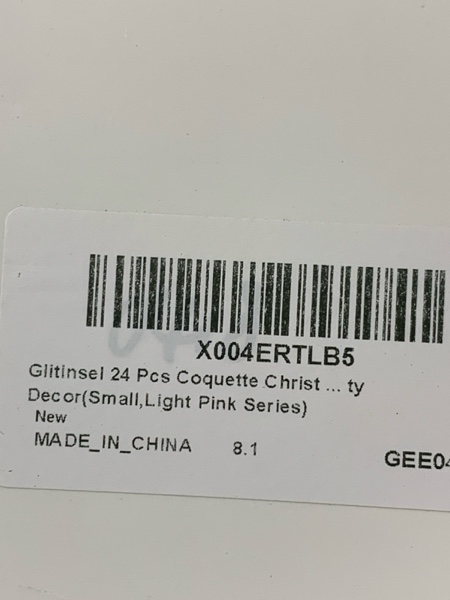 X004ERTLB5
Glitinsel 24 Pcs Coquette Christ ... ty
Decor(Small,Light Pink Series)
New
MADE_IN_CHINA 8.1
GEE04